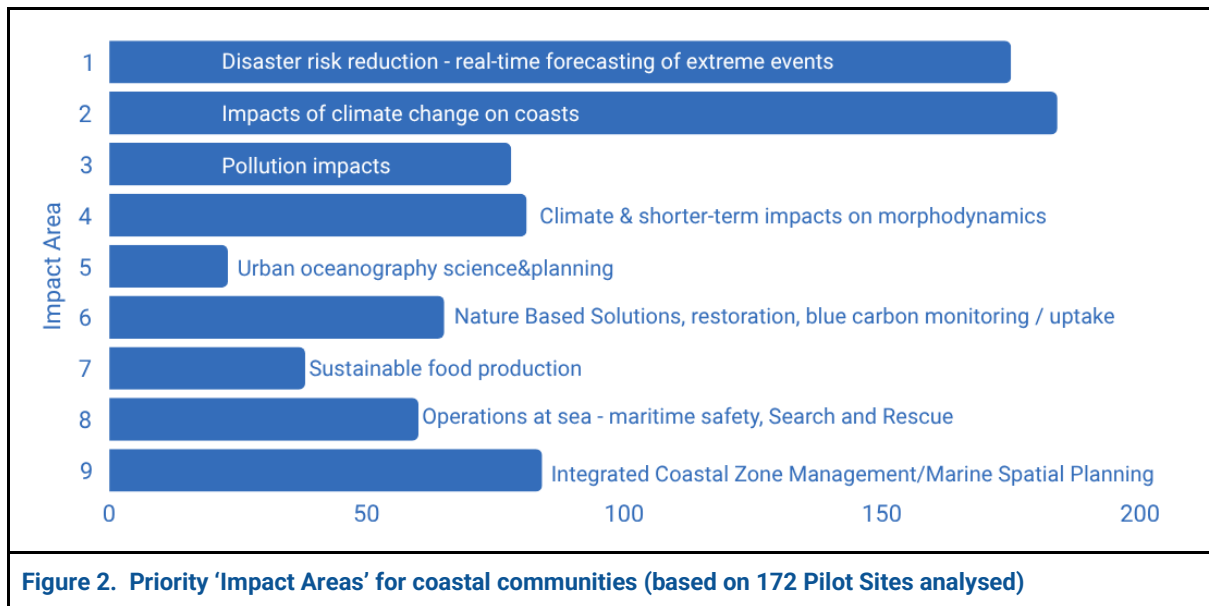 Impact Area
1 Disaster risk reduction - real-time forecasting of extreme events
2 Impacts of climate change on coasts
3 Pollution impacts
4 Climate & shorter-term impacts on morphodynamics
5 Urban oceanography science&planning
6 Nature Based Solutions, restoration, blue carbon monitoring / uptake
7 Sustainable food production
8 Operations at sea - maritime safety, Search and Rescue
9 Integrated Coastal Zone Management/Marine Spatial Planning
0 50 100 150 200
Figure 2. Priority ‘Impact Areas’ for coastal communities (based on 172 Pilot Sites analysed)